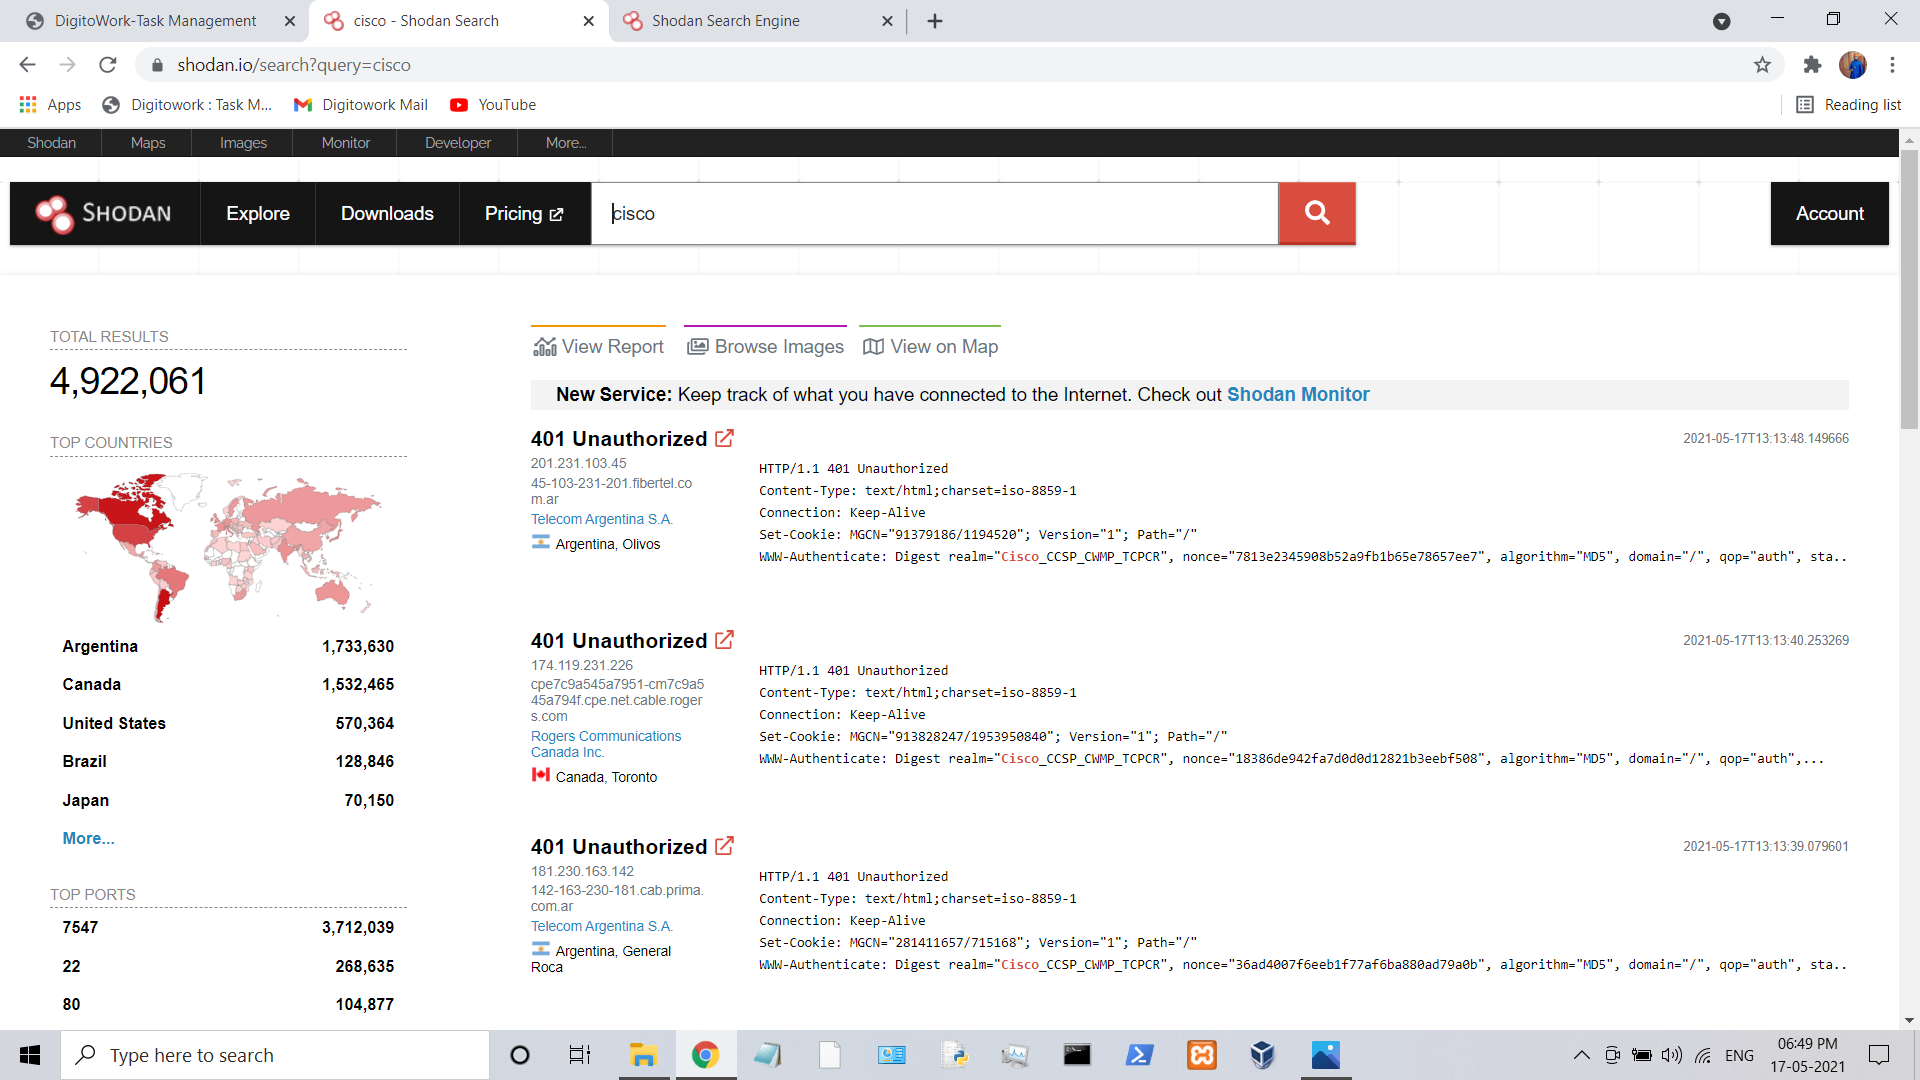 DigitoWork-Task Management
cisco - Shodan Search
Shodan Search Engine
shodan.io/search?query=cisco
Apps
Digitowork : Task M...
Digitowork Mail
YouTube
Reading list
Shodan
Maps
Images
Monitor
Developer
More...
SHODAN
Explore
Downloads
Pricing
cisco
Account
TOTAL RESULTS
4,922,061
TOP COUNTRIES
Argentina 1,733,630
Canada 1,532,465
United States 570,364
Brazil 128,846
Japan 70,150
More...
TOP PORTS
7547 3,712,039
22 268,635
80 104,877
View Report
Browse Images
View on Map
New Service: Keep track of what you have connected to the Internet. Check out Shodan Monitor
401 Unauthorized
2021-05-17T13:13:48.149666
201.231.103.45
45-103-231-201.fibertel.co
m.ar
Telecom Argentina S.A.
Argentina, Olivos
HTTP/1.1 401 Unauthorized
Content-Type: text/html;charset=iso-8859-1
Connection: Keep-Alive
Set-Cookie: MGCN="91379186/1194520"; Version="1"; Path="/"
WWW-Authenticate: Digest realm="Cisco_CCSP_CWMP_TCPCR", nonce="7813e2345908b52a9fb1b65e78657ee7", algorithm="MD5", domain="/", qop="auth", sta..
401 Unauthorized
2021-05-17T13:13:40.253269
174.119.231.226
cpe7c9a545a7951-cm7c9a5
45a794f.cpe.net.cable.roger
s.com
Rogers Communications
Canada Inc.
Canada, Toronto
HTTP/1.1 401 Unauthorized
Content-Type: text/html;charset=iso-8859-1
Connection: Keep-Alive
Set-Cookie: MGCN="913828247/1953950840"; Version="1"; Path="/"
WWW-Authenticate: Digest realm="Cisco_CCSP_CWMP_TCPCR", nonce="18386de942fa7d0d0d12821b3eebf508", algorithm="MD5", domain="/", qop="auth",...
401 Unauthorized
2021-05-17T13:13:39.079601
181.230.163.142
142-163-230-181.cab.prima.
com.ar
Telecom Argentina S.A.
Argentina, General
Roca
HTTP/1.1 401 Unauthorized
Content-Type: text/html;charset=iso-8859-1
Connection: Keep-Alive
Set-Cookie: MGCN="281411657/715168"; Version="1"; Path="/"
WWW-Authenticate: Digest realm="Cisco_CCSP_CWMP_TCPCR", nonce="36ad4007f6eeb1f77af6ba880ad79a0b", algorithm="MD5", domain="/", qop="auth", sta..
Type here to search
ENG
06:49 PM
17-05-2021